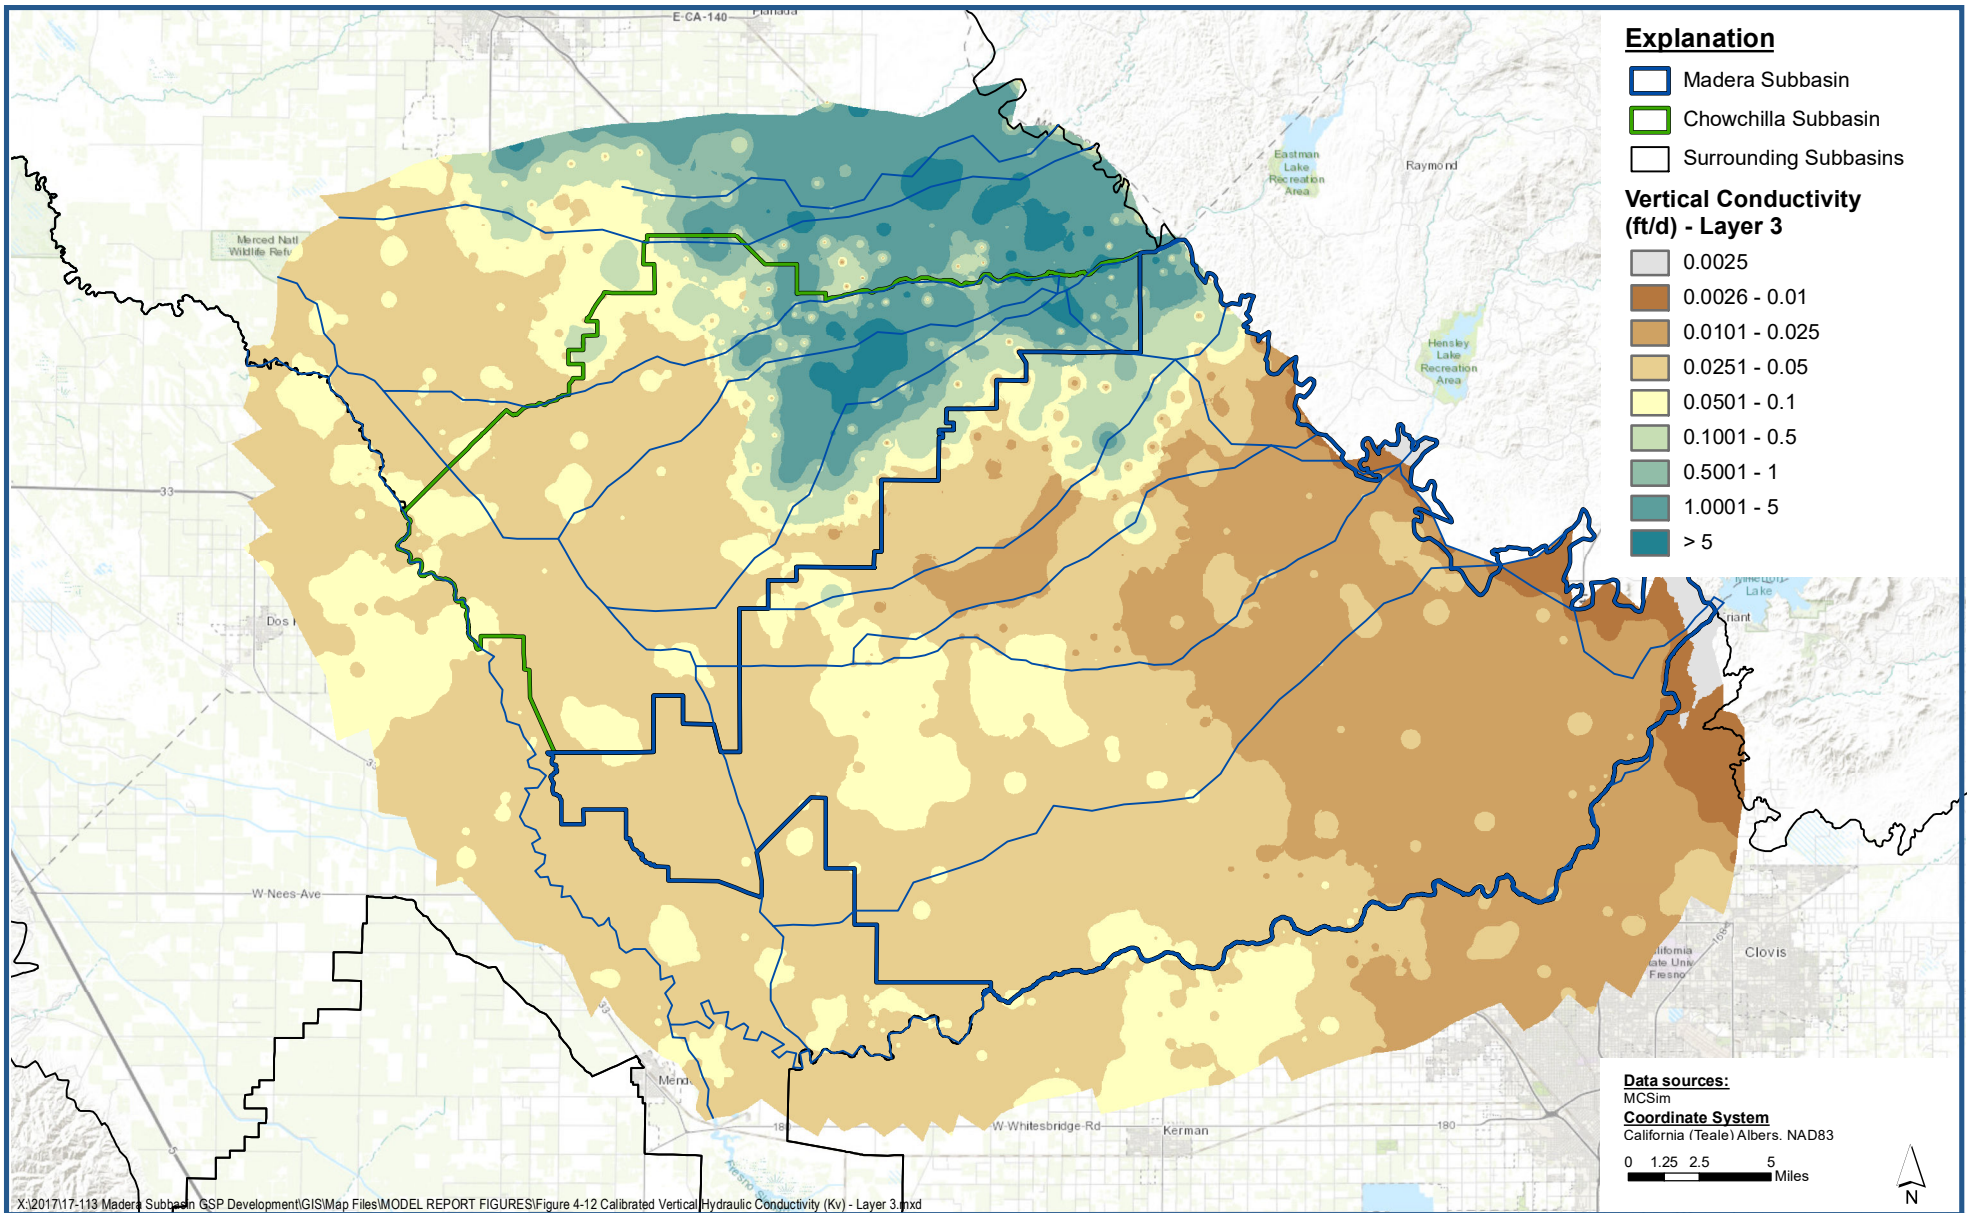 Explanation
Madera Subbasin
Chowchilla Subbasin
Surrounding Subbasins
Vertical Conductivity
(ft/d) - Layer 3
0.0025
0.0026 - 0.01
0.0101 - 0.025
0.0251 - 0.05
0.0501 - 0.1
0.1001 - 0.5
0.5001 - 1
1.0001 - 5
> 5
E-CA-140
Eastman
Lake
Recreation
Area
Raymond
Merced Natl
Wildlife Refu
Hensley
Lake
Recreation
Area
33
Dos
Lake
Friant
W Nees Ave
Clovis
168
Fresno
33
180
W Whitesbridge Rd
Kerman
180
5
Data sources:
MCSim
Coordinate System
California (Teale) Albers, NAD83
0 1.25 2.5 5
Miles
N
X:\2017\17-113 Madera Subbasin GSP Development\GIS\Map Files\MODEL REPORT FIGURES\Figure 4-12 Calibrated Vertical Hydraulic Conductivity (Kv) - Layer 3.mxd